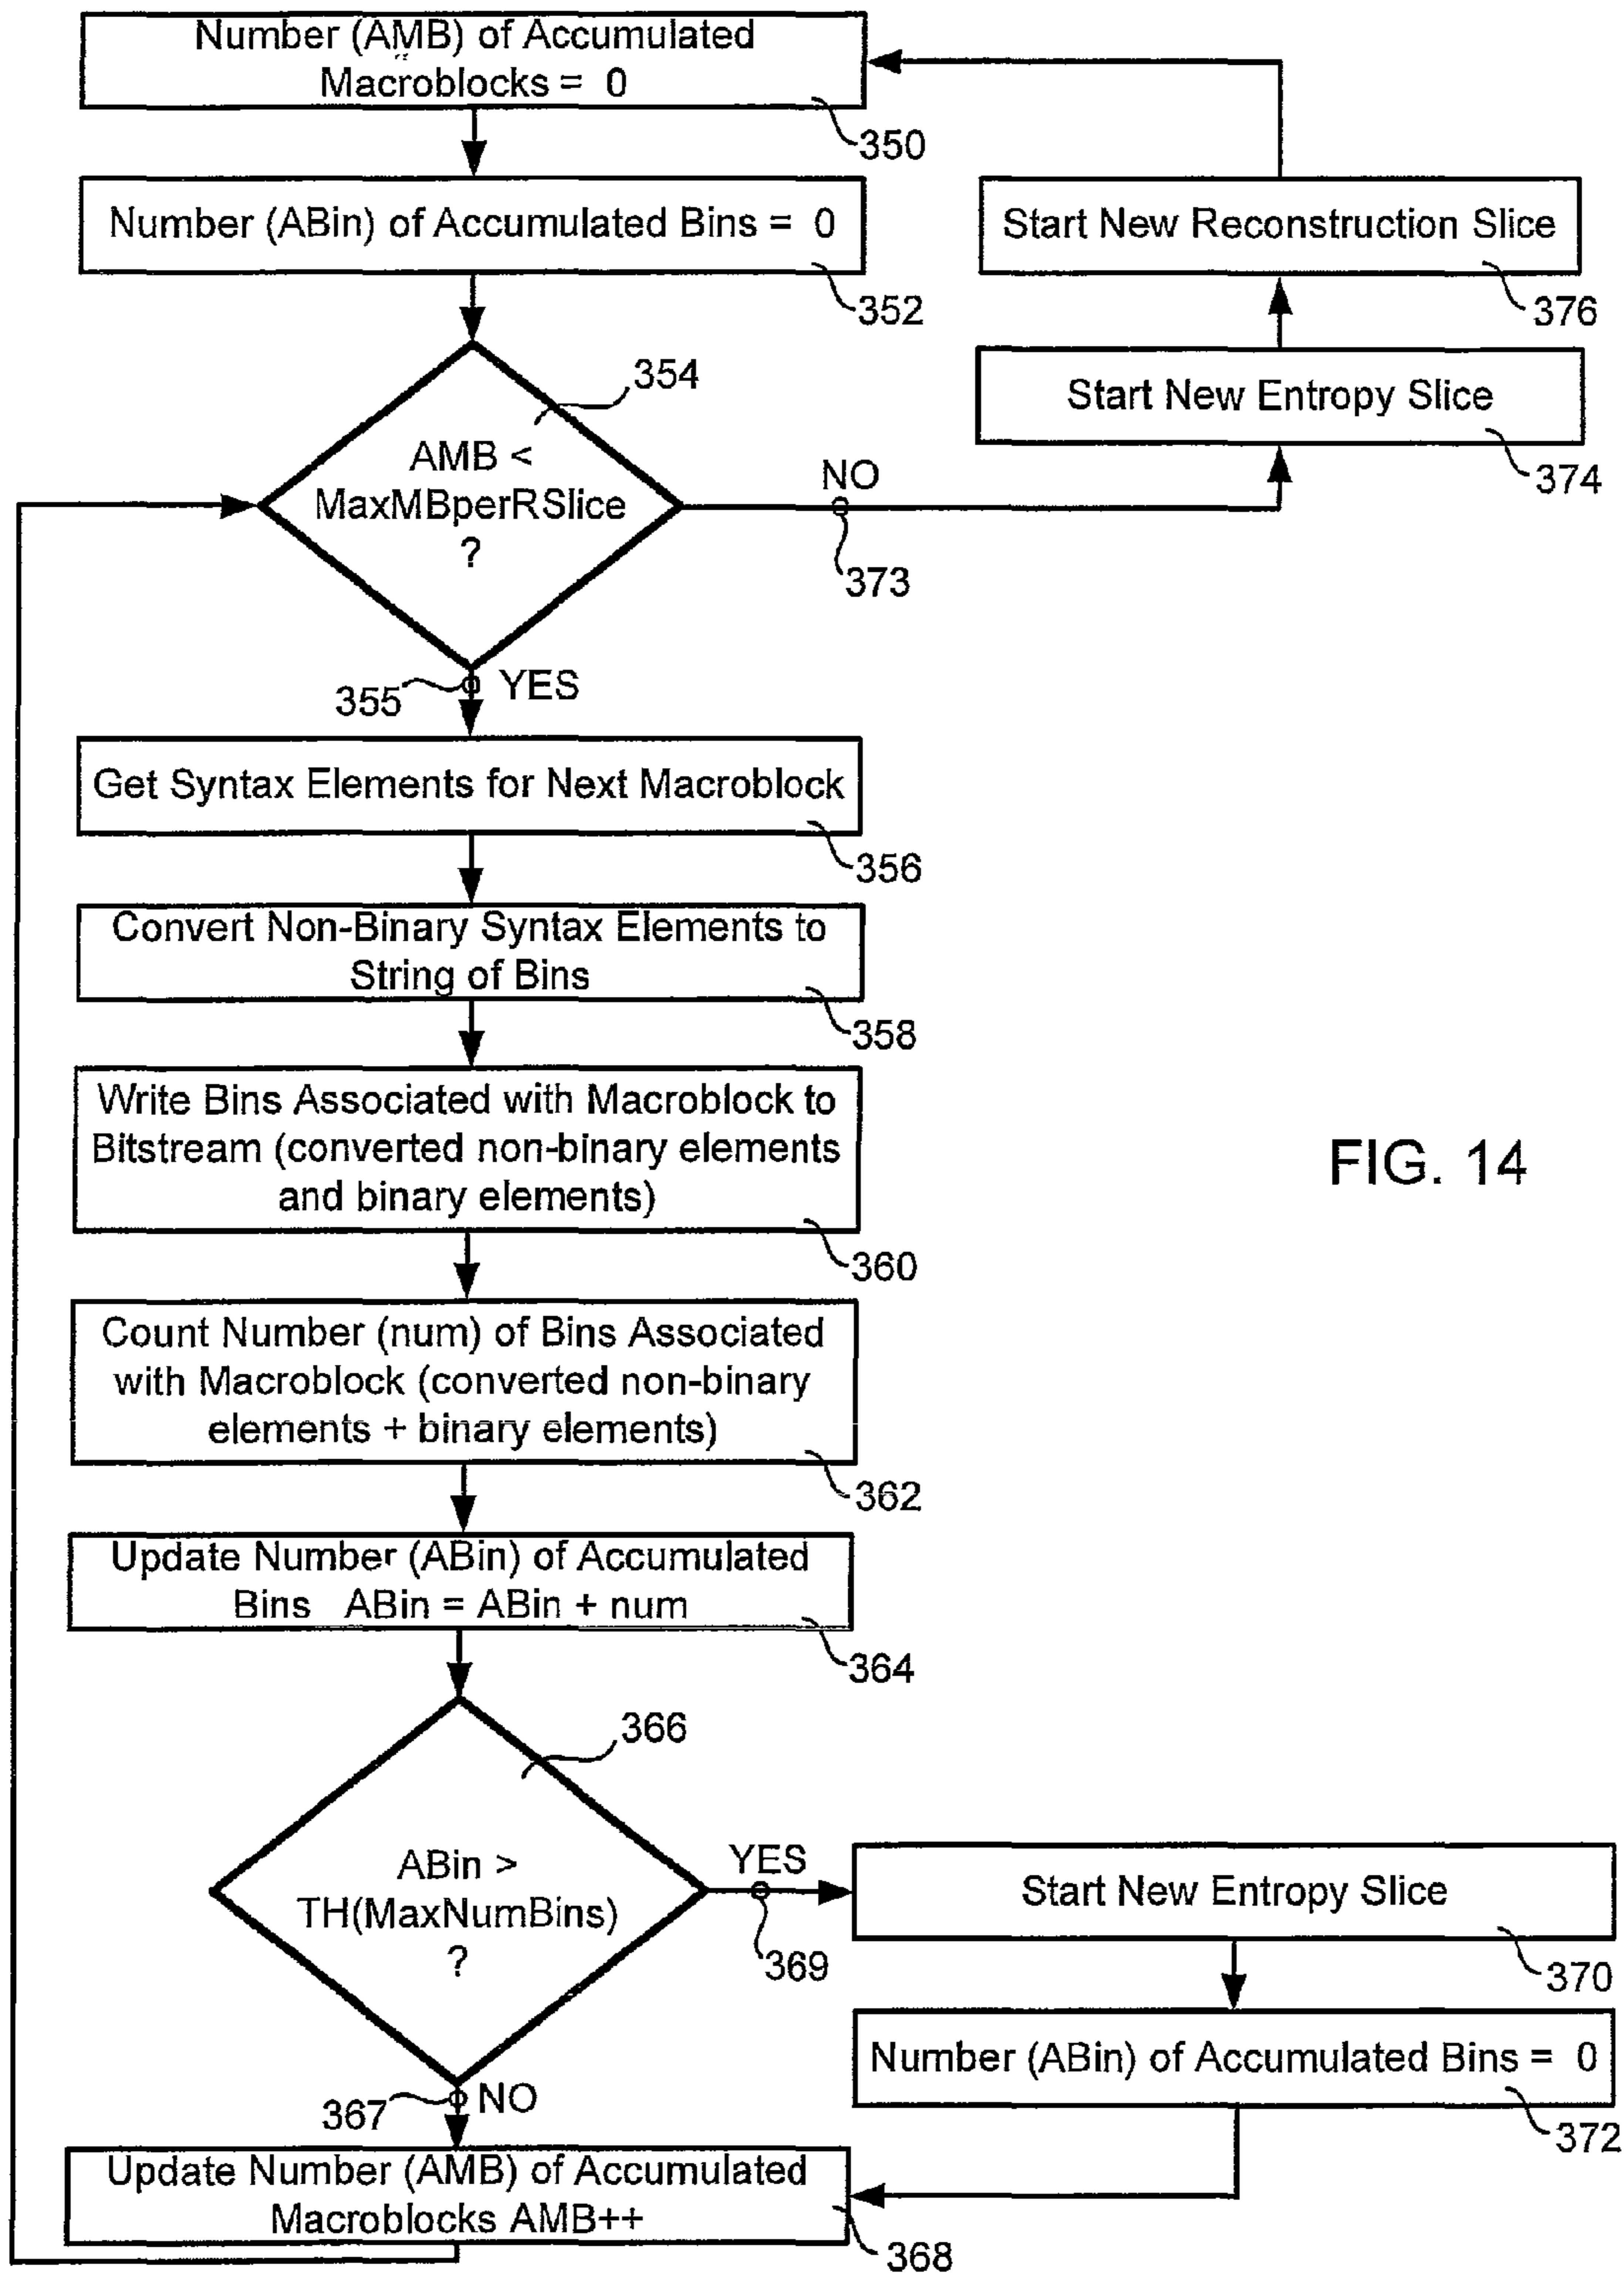 Number (AMB) of Accumulated
Macroblocks = 0
350
Number (ABin) of Accumulated Bins = 0
352
Start New Reconstruction Slice
376
Start New Entropy Slice
374
354
AMB <
MaxMBperRSlice
?
NO
373
355
YES
Get Syntax Elements for Next Macroblock
356
Convert Non-Binary Syntax Elements to
String of Bins
358
Write Bins Associated with Macroblock to
Bitstream (converted non-binary elements
and binary elements)
360
FIG. 14
Count Number (num) of Bins Associated
with Macroblock (converted non-binary
elements + binary elements)
362
Update Number (ABin) of Accumulated
Bins ABin = ABin + num
364
366
ABin >
TH(MaxNumBins)
?
YES
369
Start New Entropy Slice
370
Number (ABin) of Accumulated Bins = 0
372
367
NO
Update Number (AMB) of Accumulated
Macroblocks AMB++
368